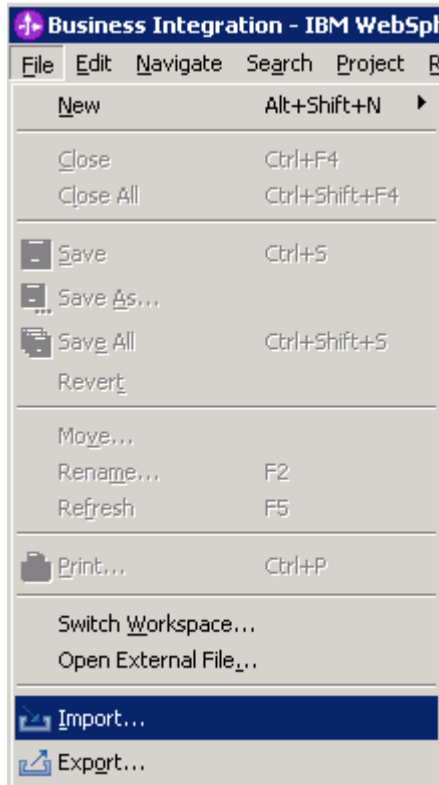 Business Integration - IBM WebSph
File Edit Navigate Search Project R
New Alt+Shift+N
Close Ctrl+F4
Close All Ctrl+Shift+F4
Save Ctrl+S
Save As...
Save All Ctrl+Shift+S
Revert
Move...
Rename... F2
Refresh F5
Print... Ctrl+P
Switch Workspace...
Open External File...
Import...
Export...